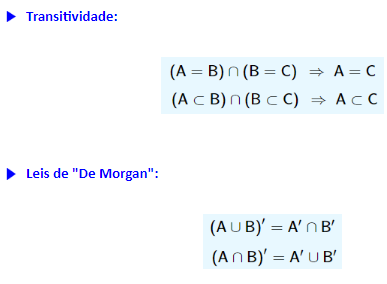 Transitividade:
(A = B) ∩ (B = C) ⇒ A = C
(A ⊂ B) ∩ (B ⊂ C) ⇒ A ⊂ C
Leis de "De Morgan":
(A ∪ B)′ = A′ ∩ B′
(A ∩ B)′ = A′ ∪ B′